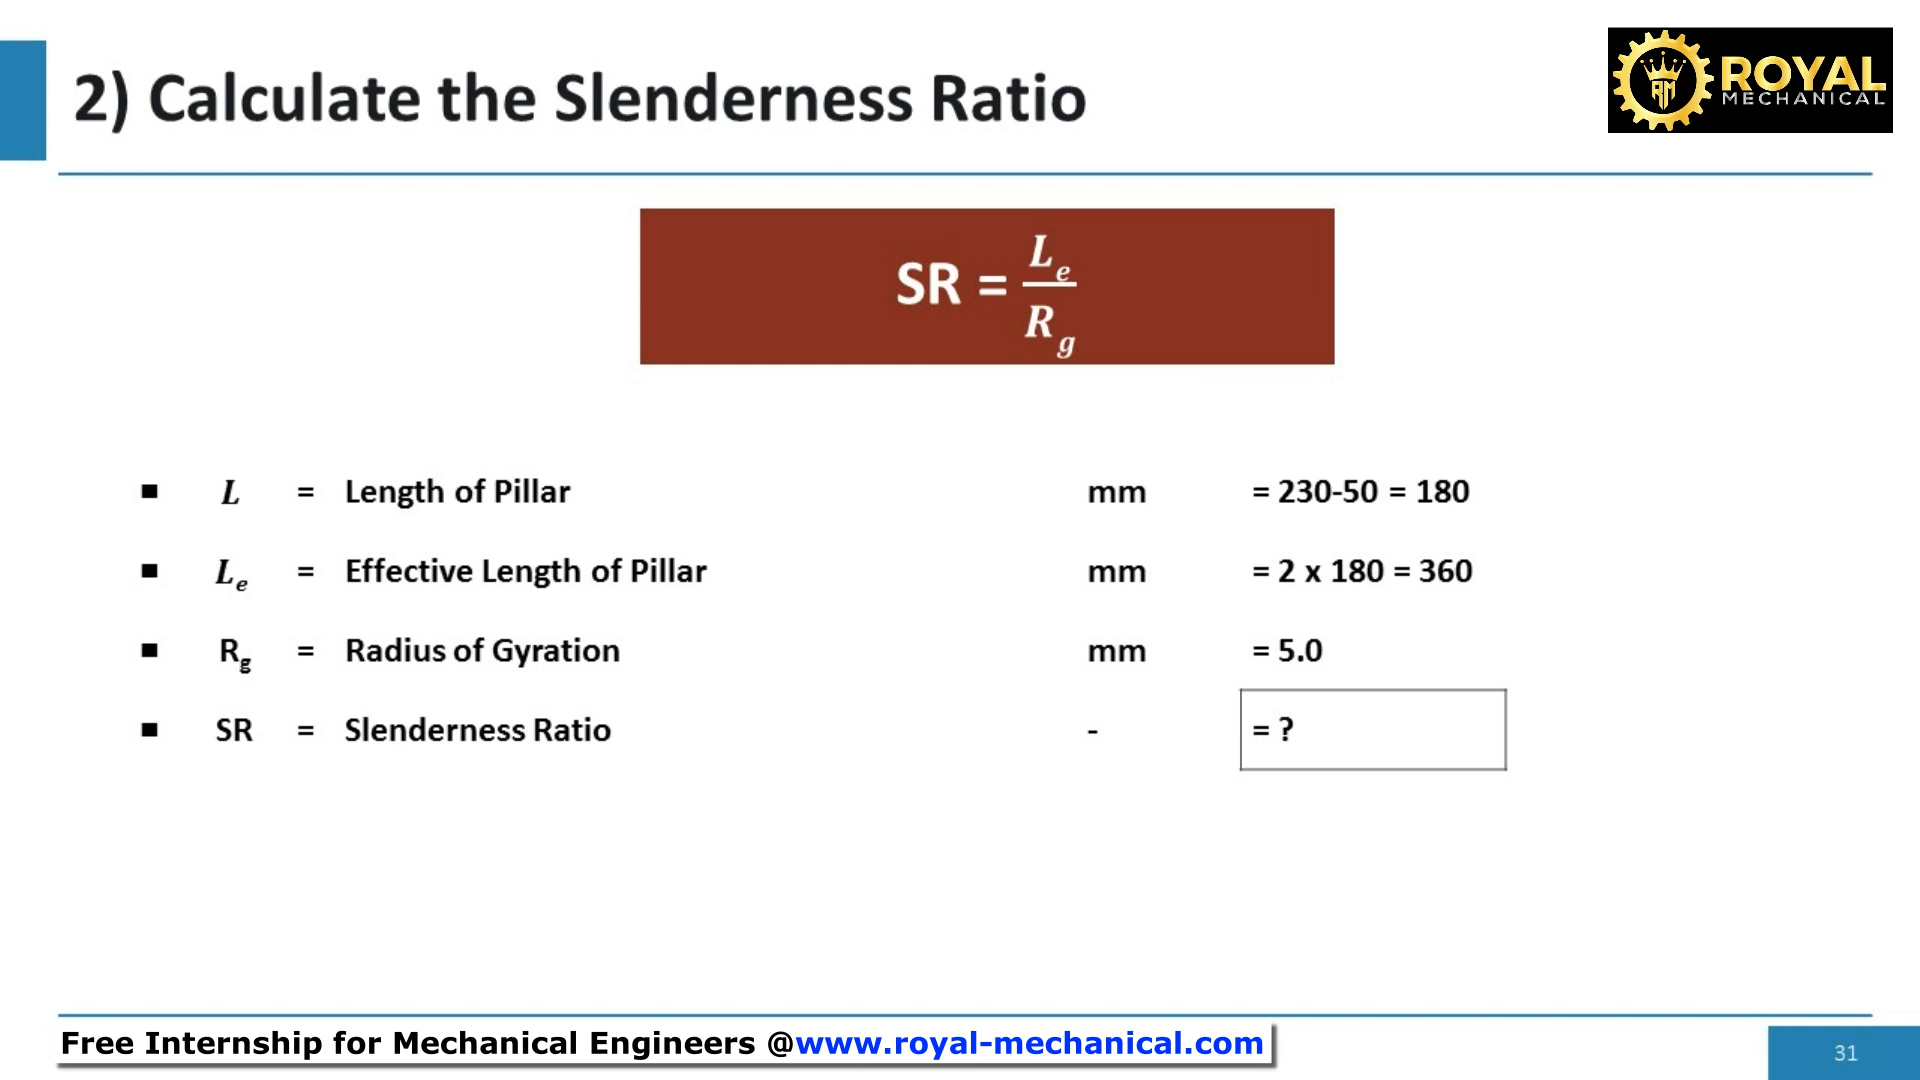 2) Calculate the Slenderness Ratio
RM
ROYAL
MECHANICAL
SR = Le/Rg
▪ L = Length of Pillar mm = 230-50 = 180
▪ Le = Effective Length of Pillar mm = 2 x 180 = 360
▪ Rg = Radius of Gyration mm = 5.0
▪ SR = Slenderness Ratio - = ?
Free Internship for Mechanical Engineers @www.royal-mechanical.com
31